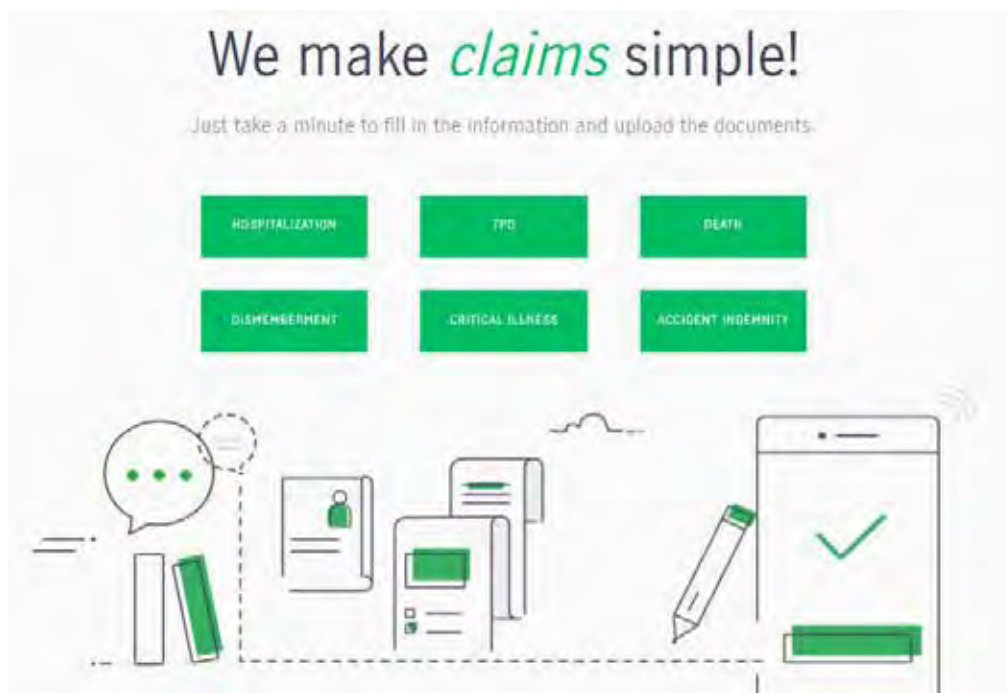 We make claims simple!
Just take a minute to fill in the information and upload the documents.
HOSPITALIZATION
TPD
DEATH
DISMEMBERMENT
CRITICAL ILLNESS
ACCIDENT INDEMNITY